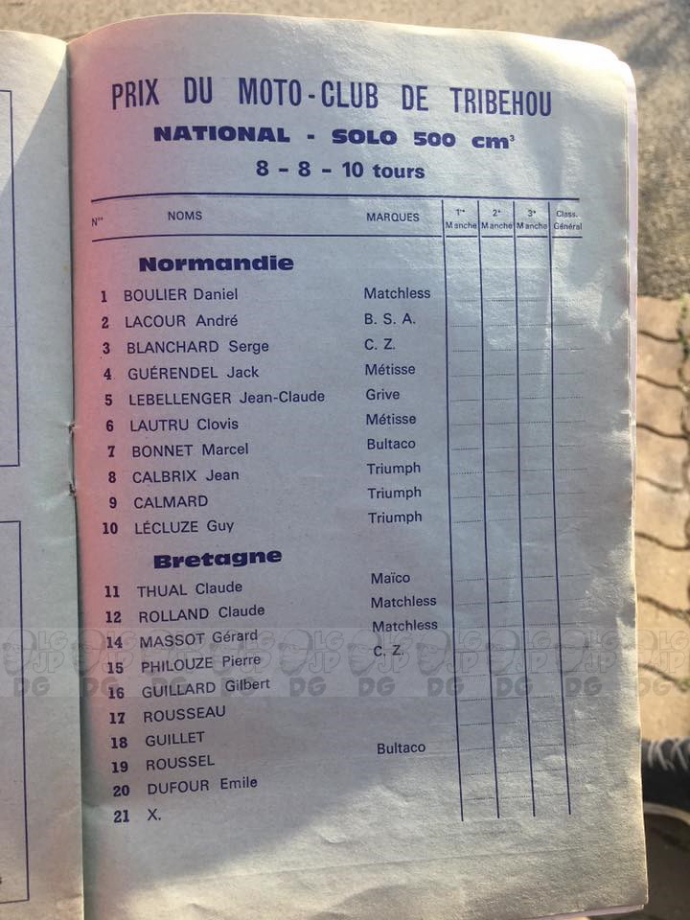 PRIX DU MOTO-CLUB DE TRIBEHOU
NATIONAL - SOLO 500 cm³
8 - 8 - 10 tours
N°ˢ NOMS MARQUES 1ʳᵉ Manche 2ᵉ Manche 3ᵉ Manche Class. Général
Normandie
1 BOULIER Daniel Matchless
2 LACOUR André B. S. A.
3 BLANCHARD Serge C. Z.
4 GUÉRENDEL Jack Métisse
5 LEBELLENGER Jean-Claude Grive
6 LAUTRU Clovis Métisse
7 BONNET Marcel Bultaco
8 CALBRIX Jean Triumph
9 CALMARD Triumph
10 LÉCLUZE Guy Triumph
Bretagne
11 THUAL Claude Maïco
12 ROLLAND Claude Matchless
14 MASSOT Gérard Matchless
15 PHILOUZE Pierre C. Z.
16 GUILLARD Gilbert
17 ROUSSEAU
18 GUILLET
19 ROUSSEL Bultaco
20 DUFOUR Emile
21 X.